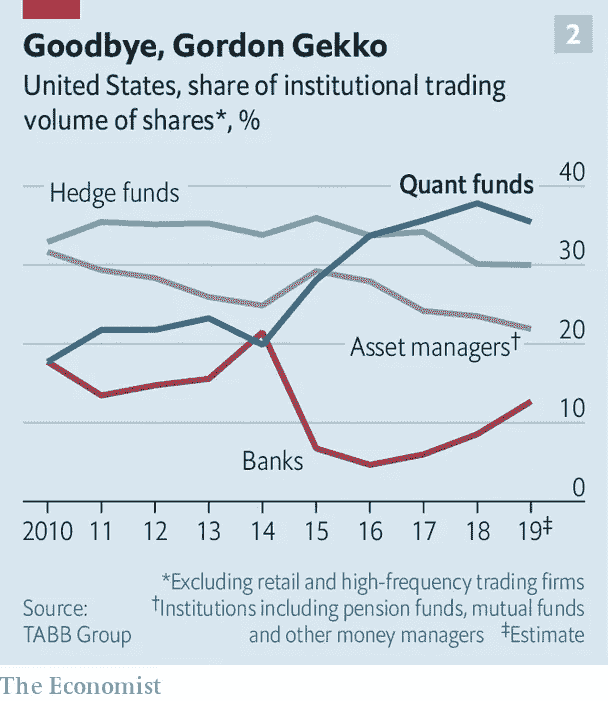 Goodbye, Gordon Gekko
2
United States, share of institutional trading
volume of shares*, %
40
Hedge funds
Quant funds
30
20
Asset managers†
10
Banks
0
2010 11 12 13 14 15 16 17 18 19‡
*Excluding retail and high-frequency trading firms
Source:
TABB Group
†Institutions including pension funds, mutual funds
and other money managers ‡Estimate
The Economist